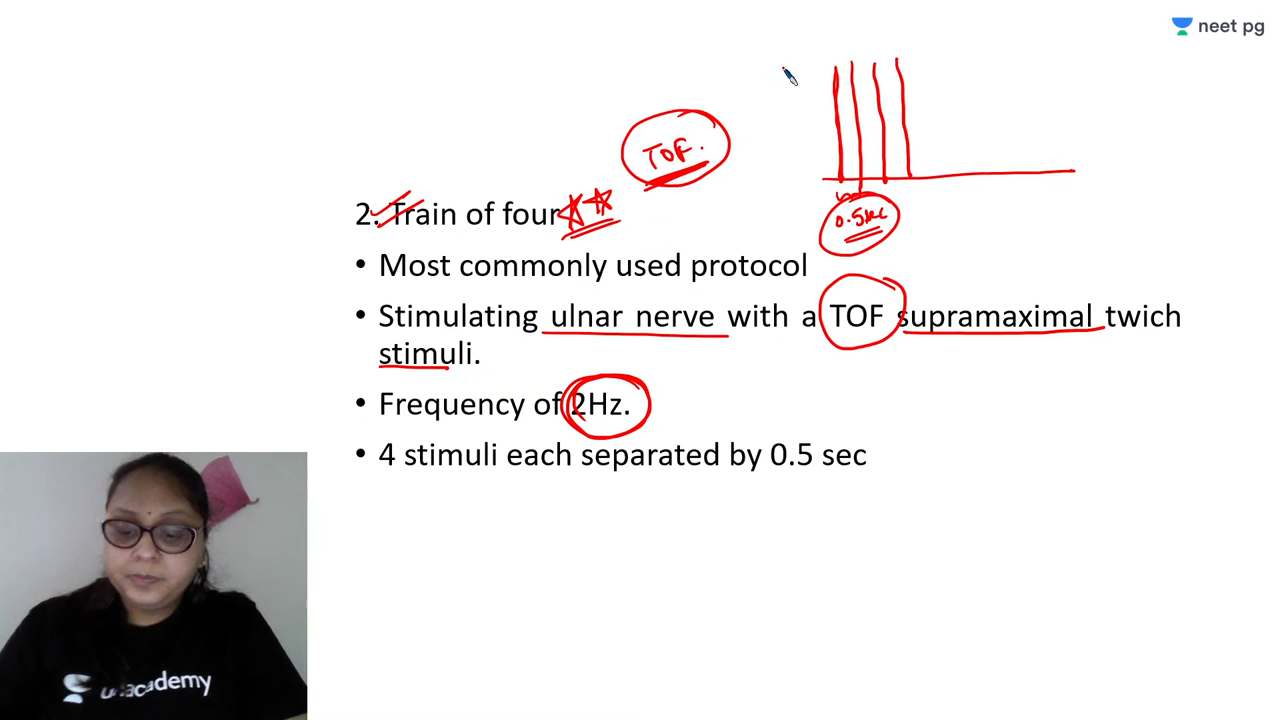 neet pg
TOF.
2. Train of four
0.5sec
• Most commonly used protocol
• Stimulating ulnar nerve with a TOF supramaximal twich
stimuli.
• Frequency of 2Hz.
• 4 stimuli each separated by 0.5 sec
unacademy